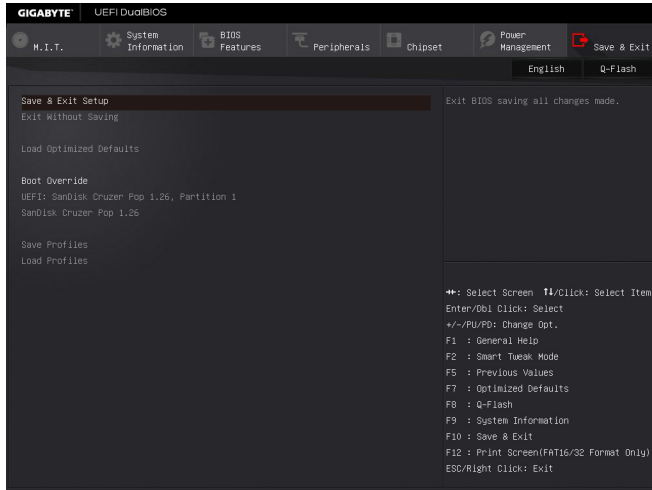 GIGABYTE™ UEFI DualBIOS
M.I.T. System Information BIOS Features Peripherals Chipset Power Management Save & Exit
English Q-Flash
Save & Exit Setup
Exit Without Saving
Load Optimized Defaults
Boot Override
UEFI: SanDisk Cruzer Pop 1.26, Partition 1
SanDisk Cruzer Pop 1.26
Save Profiles
Load Profiles
Exit BIOS saving all changes made.
→←: Select Screen ↑↓/Click: Select Item
Enter/Dbl Click: Select
+/-/PU/PD: Change Opt.
F1 : General Help
F2 : Smart Tweak Mode
F5 : Previous Values
F7 : Optimized Defaults
F8 : Q-Flash
F9 : System Information
F10 : Save & Exit
F12 : Print Screen(FAT16/32 Format Only)
ESC/Right Click: Exit